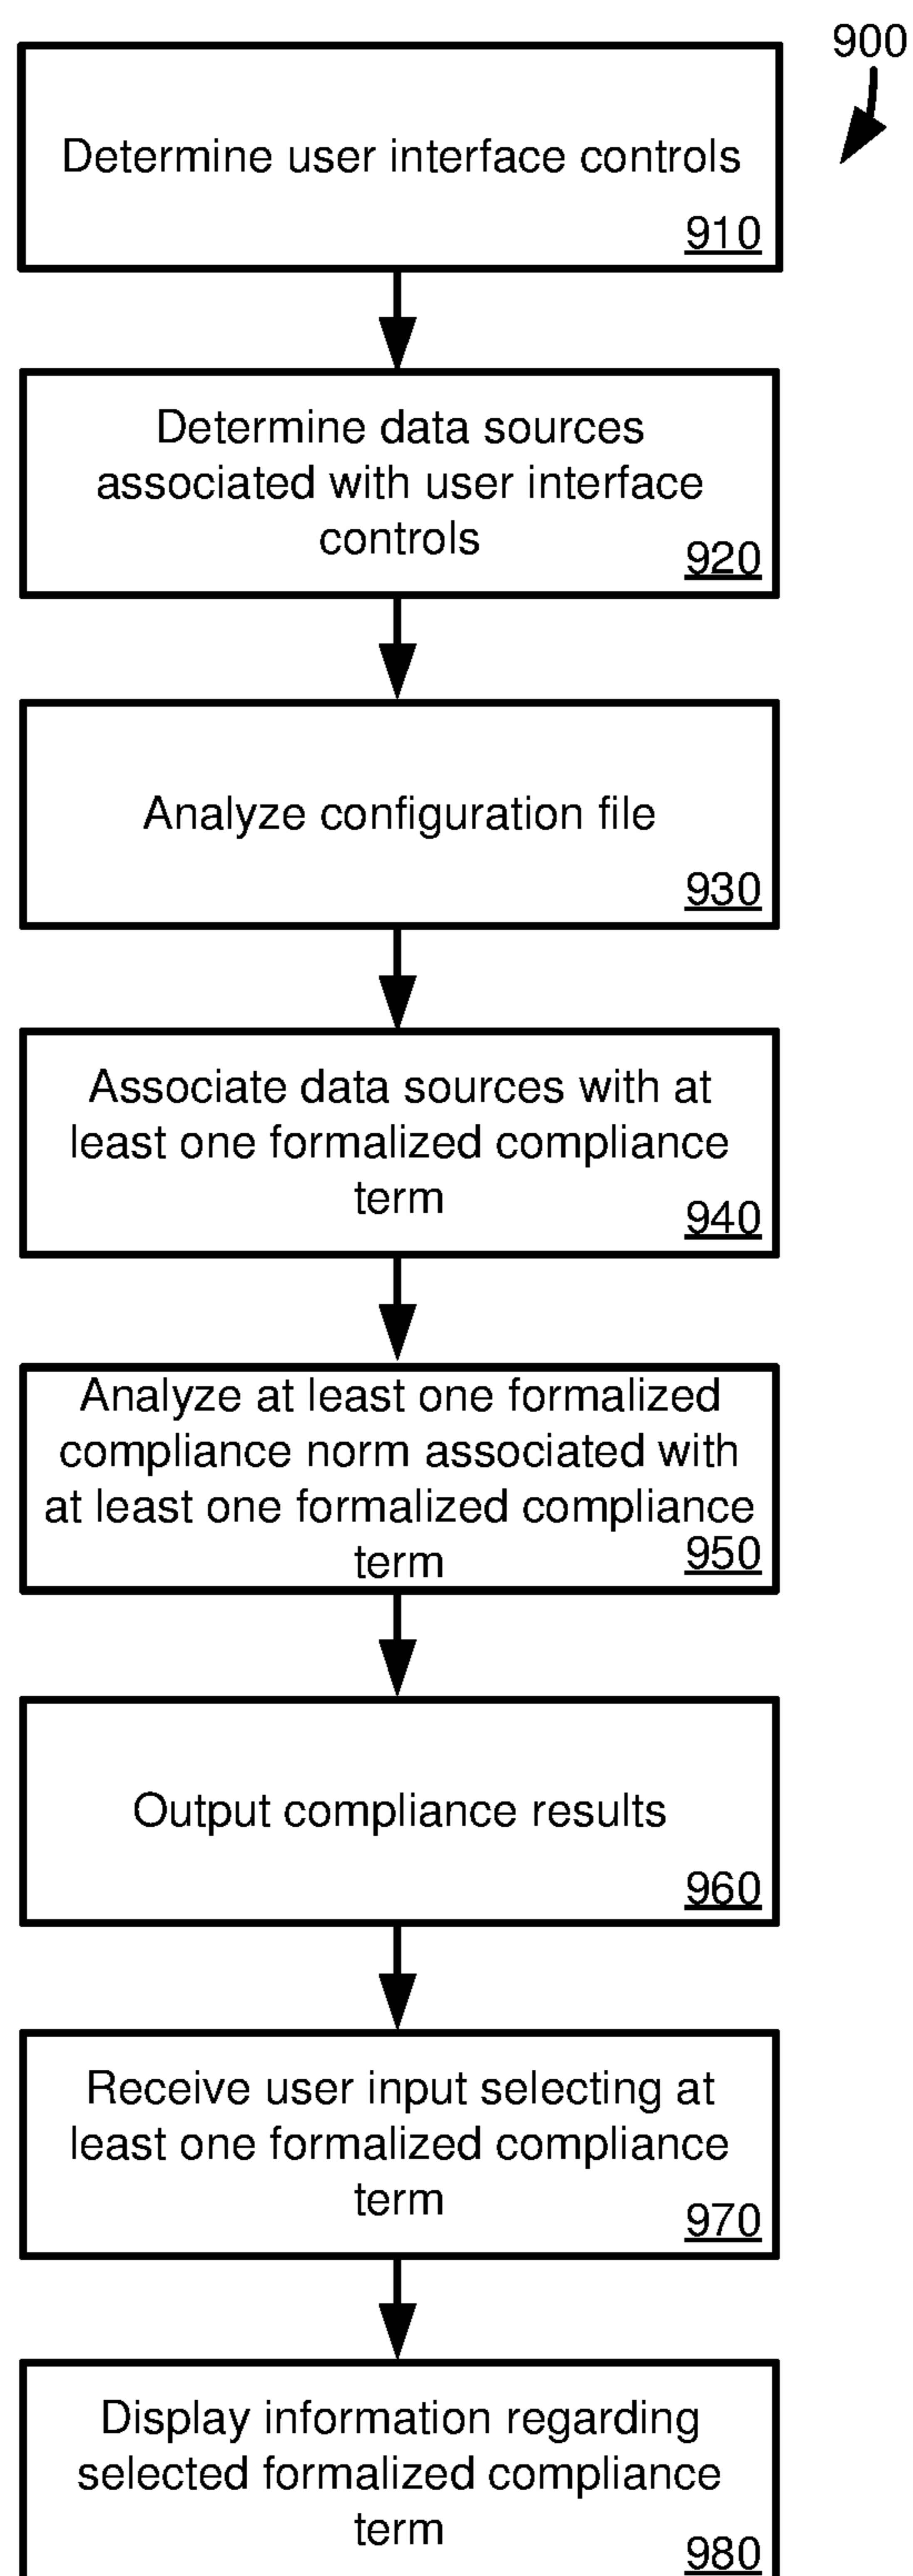 900
Determine user interface controls
910
Determine data sources
associated with user interface
controls
920
Analyze configuration file
930
Associate data sources with at
least one formalized compliance
term
940
Analyze at least one formalized
compliance norm associated with
at least one formalized compliance
term
950
Output compliance results
960
Receive user input selecting at
least one formalized compliance
term
970
Display information regarding
selected formalized compliance
term
980